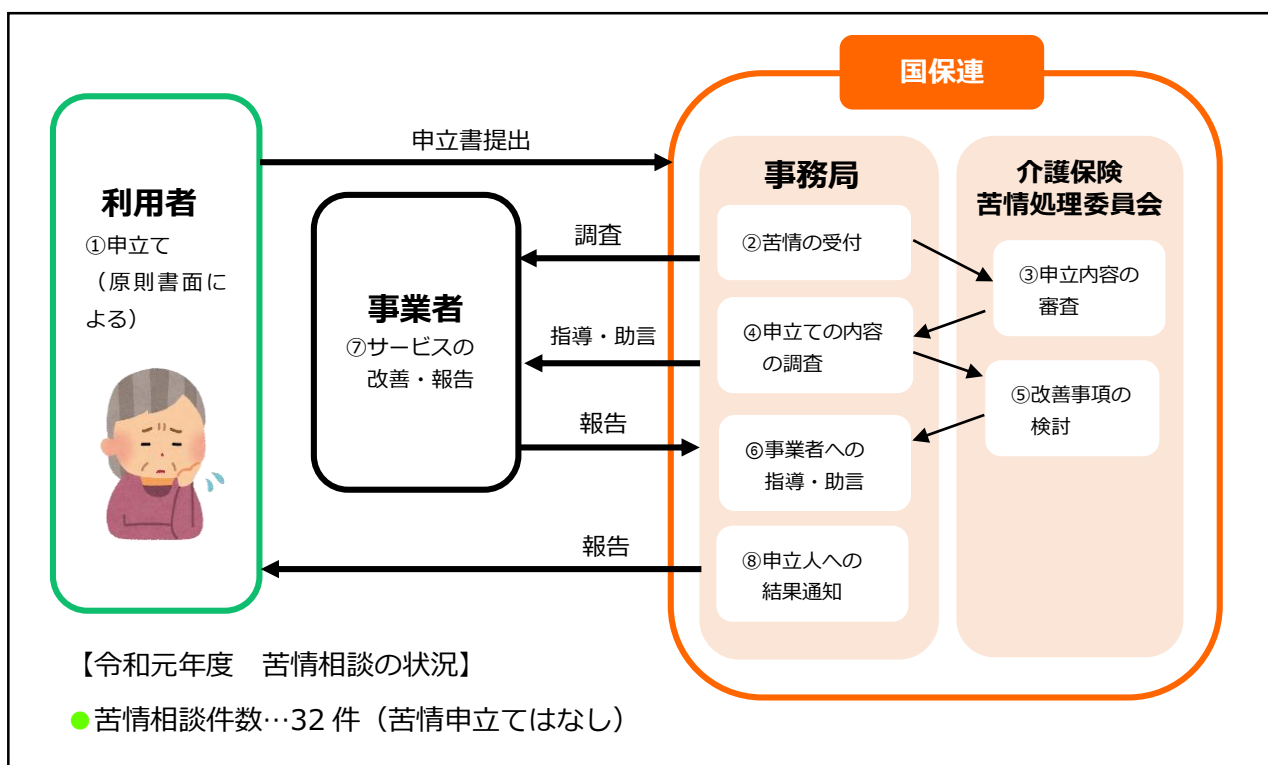 国保連
利用者
①申立て
（原則書面に
よる）
申立書提出
調査
指導・助言
報告
報告
事業者
⑦サービスの
改善・報告
事務局
②苦情の受付
④申立ての内容
の調査
⑥事業者への
指導・助言
⑧申立人への
結果通知
介護保険
苦情処理委員会
③申立内容の
審査
⑤改善事項の
検討
【令和元年度　苦情相談の状況】
●苦情相談件数…32 件（苦情申立てはなし）